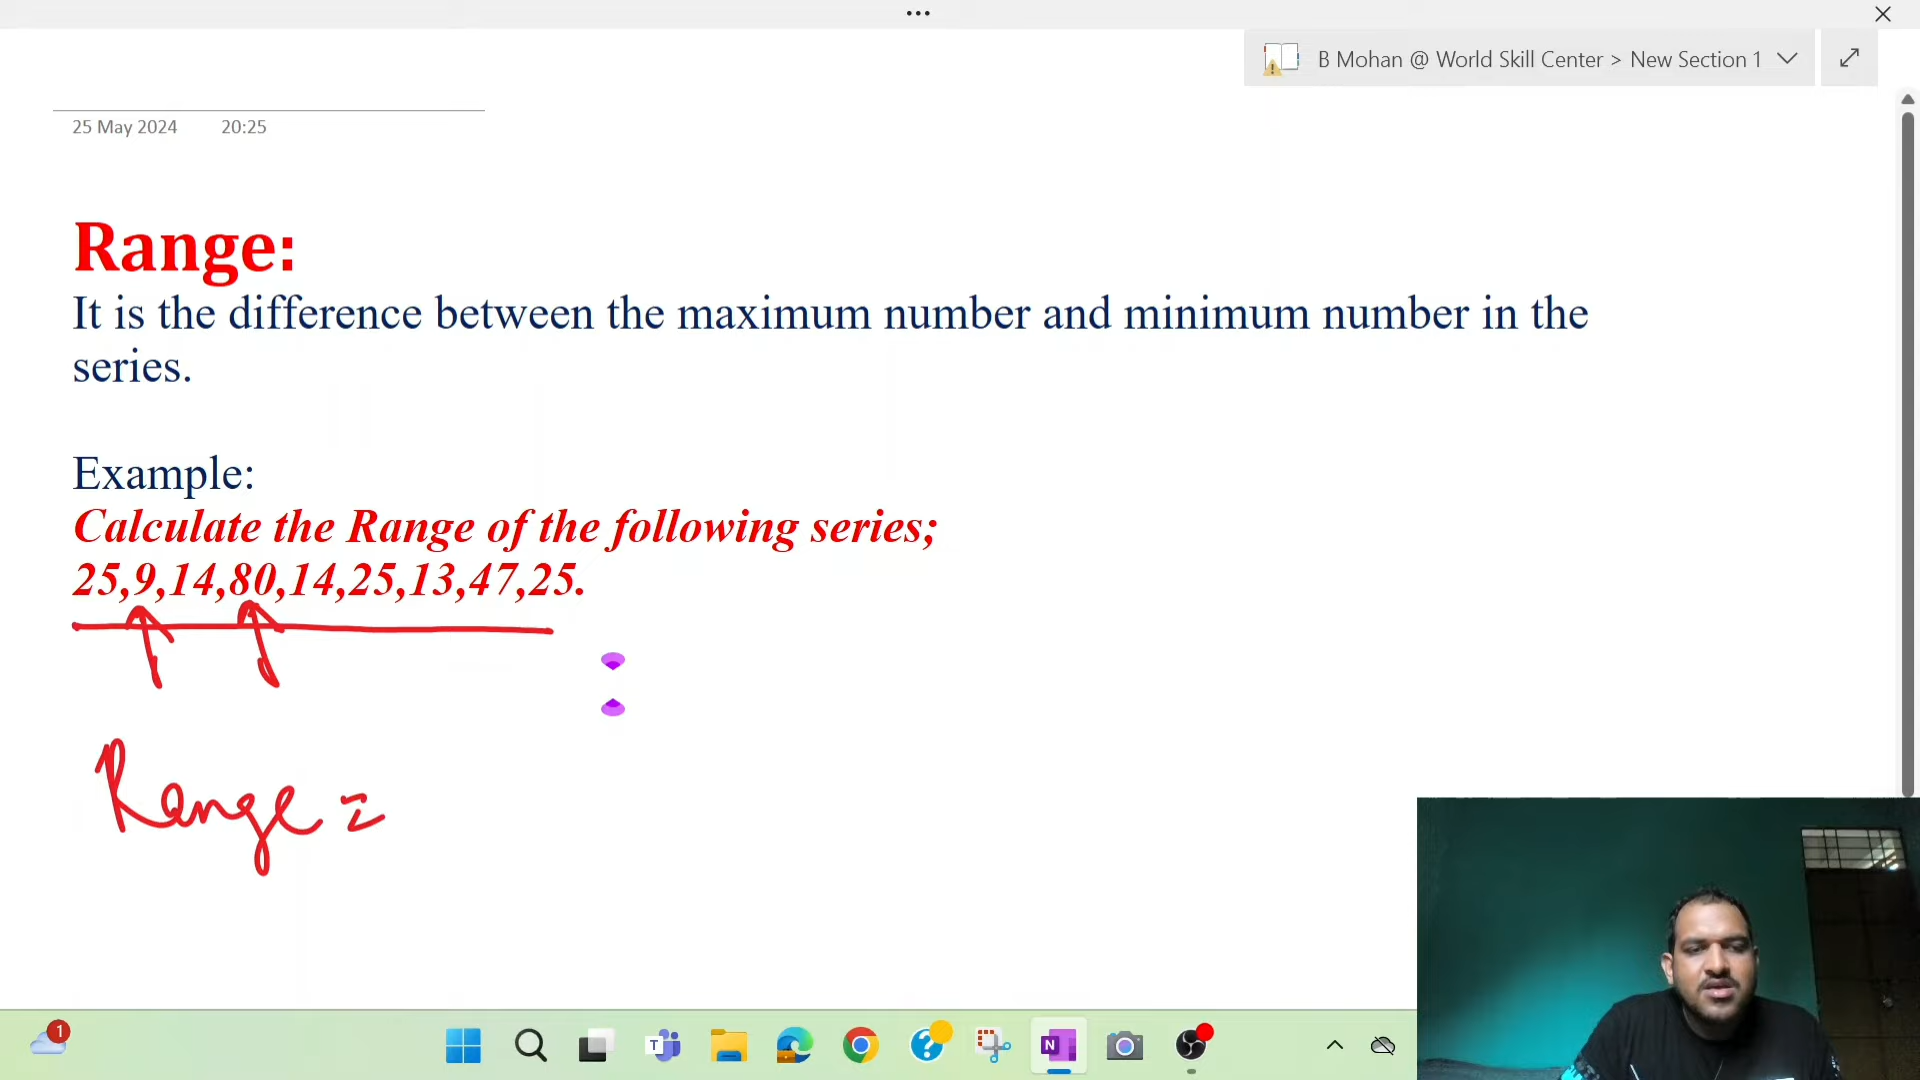 ...
B Mohan @ World Skill Center > New Section 1
25 May 2024 20:25
Range:
It is the difference between the maximum number and minimum number in the
series.
Example:
Calculate the Range of the following series;
25,9,14,80,14,25,13,47,25.
Range =
1